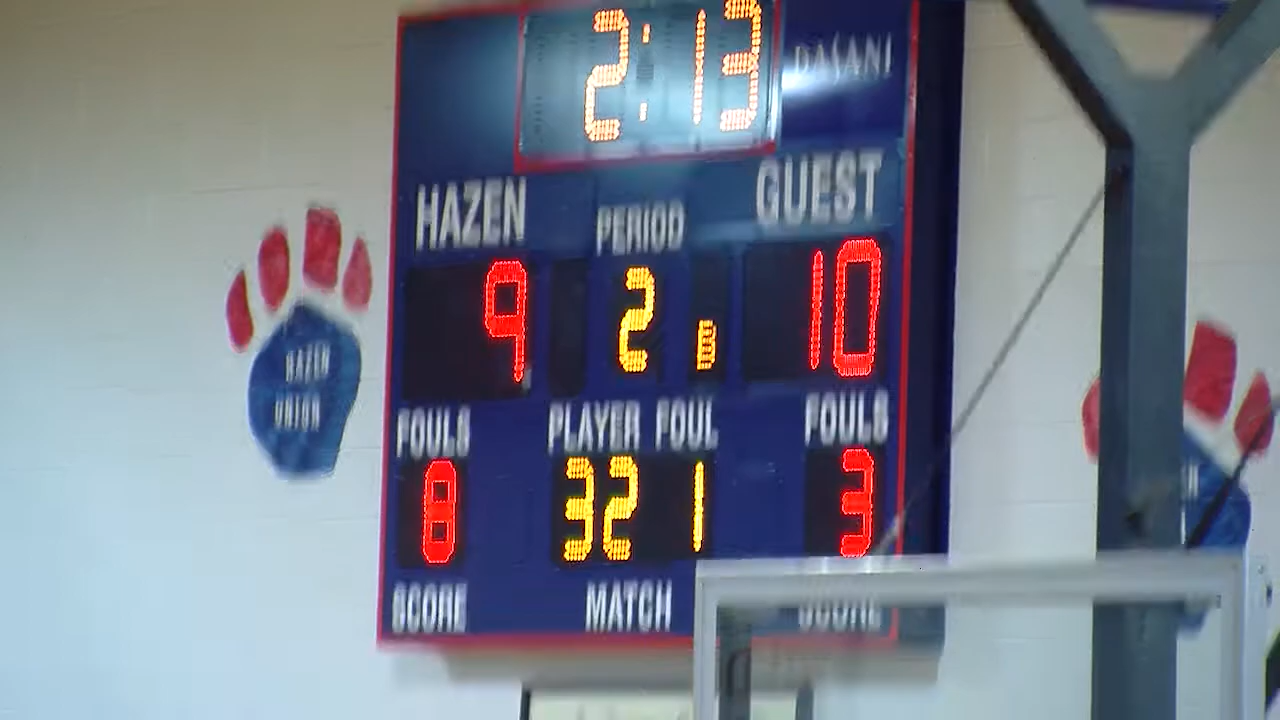 2:13
DASANI
HAZEN
PERIOD
GUEST
9
2
B
10
FOULS
PLAYER FOUL
FOULS
8
32 1
3
SCORE
MATCH
SCORE
HAZEN
UNION